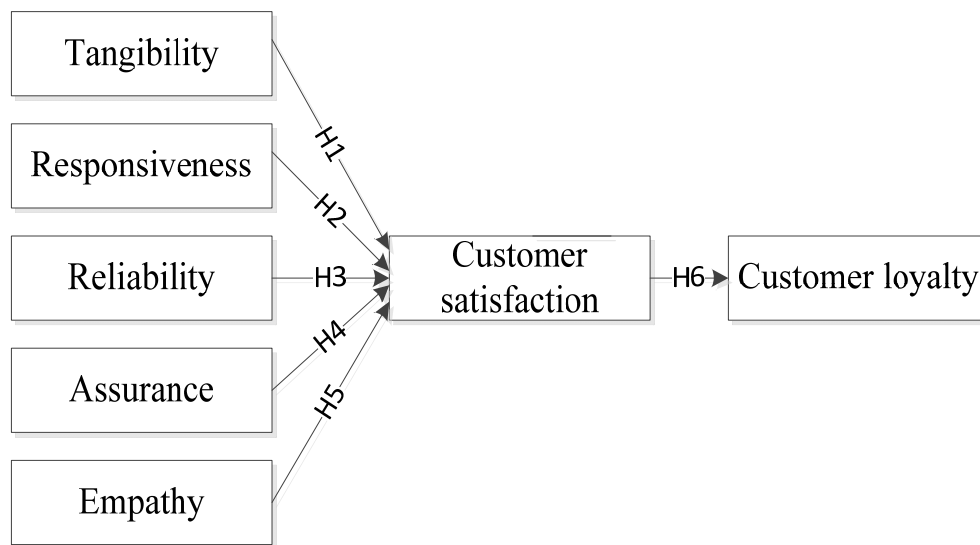 Tangibility
H1
Responsiveness
H2
Reliability
H3
Customer
satisfaction
H6
Customer loyalty
H4
Assurance
H5
Empathy